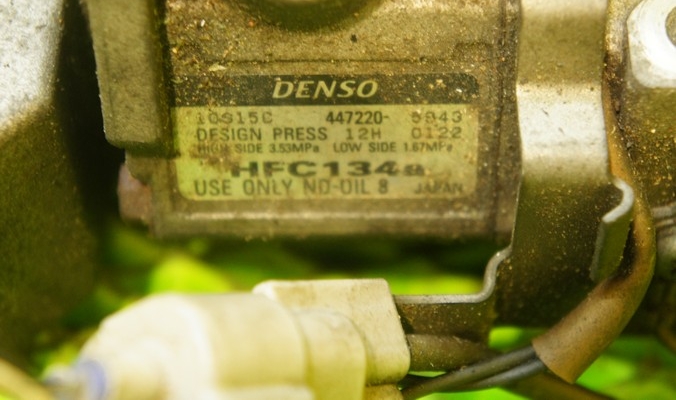 DENSO
10S15C 447220-
DESIGN PRESS 12H 0122
HIGH SIDE 3.53MPa LOW SIDE 1.67MPa
HFC134a
USE ONLY ND-OIL 8 JAPAN